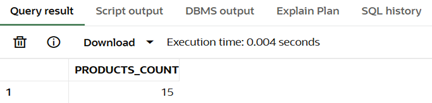 Query result Script output DBMS output Explain Plan SQL history
Download Execution time: 0.004 seconds
PRODUCTS_COUNT
1 15